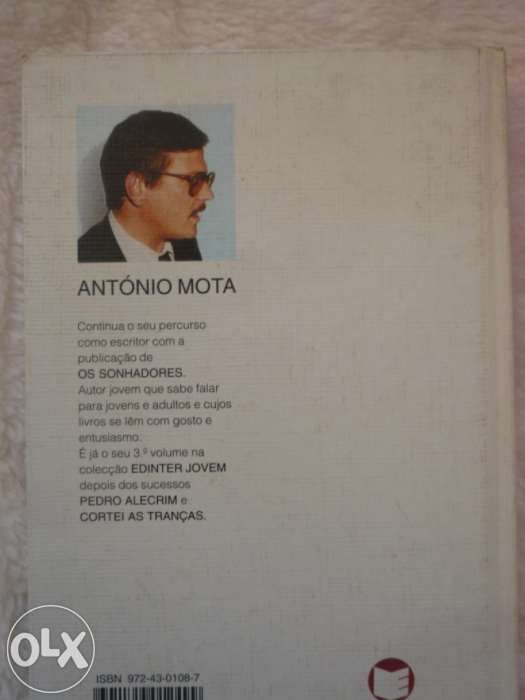 ANTÓNIO MOTA
Continua o seu percurso
como escritor com a
publicação de
OS SONHADORES.
Autor jovem que sabe falar
para jovens e adultos e cujos
livros se lêm com gosto e
entusiasmo.
É já o seu 3.º volume na
colecção EDINTER JOVEM
depois dos sucessos
PEDRO ALECRIM e
CORTEI AS TRANÇAS.
ISBN 972-43-0108-7
OLX